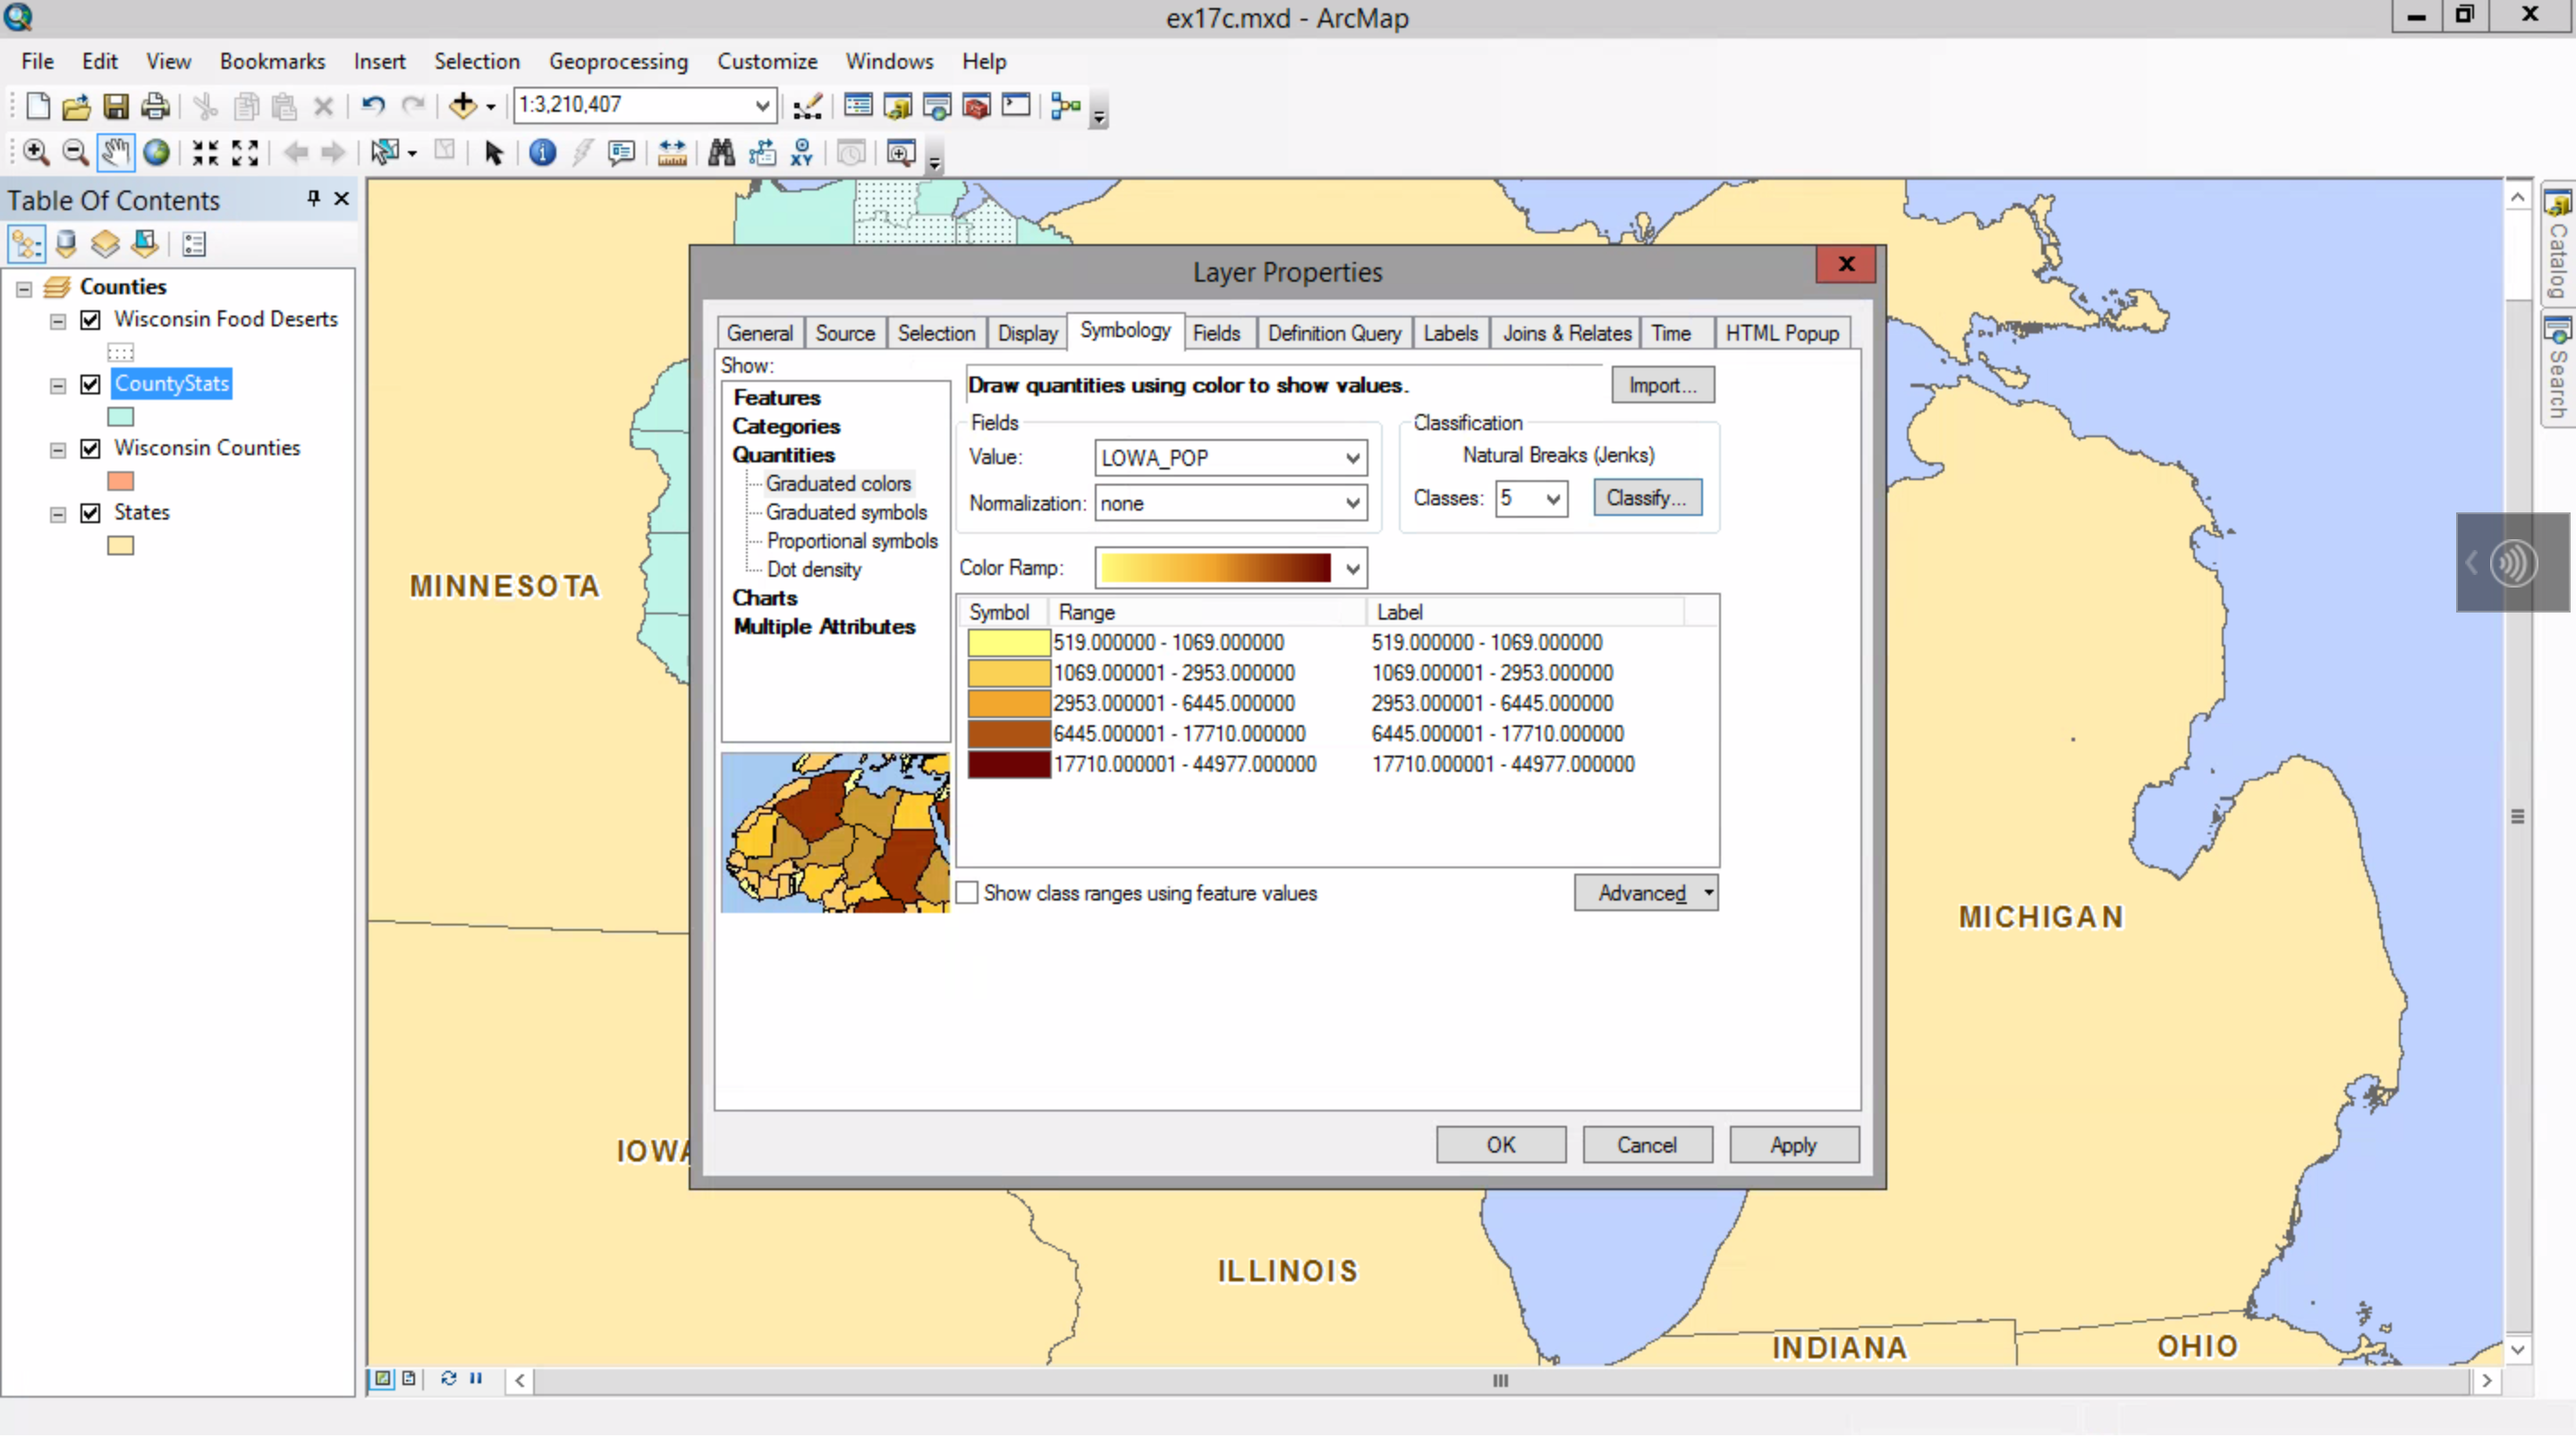 ex17c.mxd - ArcMap
File Edit View Bookmarks Insert Selection Geoprocessing Customize Windows Help
1:3,210,407
XY
Table Of Contents
Counties
Wisconsin Food Deserts
CountyStats
Wisconsin Counties
States
MINNESOTA
IOWA
ILLINOIS
MICHIGAN
INDIANA
OHIO
Catalog
Search
Layer Properties
General Source Selection Display Symbology Fields Definition Query Labels Joins & Relates Time HTML Popup
Show:
Features
Categories
Quantities
Graduated colors
Graduated symbols
Proportional symbols
Dot density
Charts
Multiple Attributes
Draw quantities using color to show values.
Import...
Fields
Value: LOWA_POP
Normalization: none
Classification
Natural Breaks (Jenks)
Classes: 5 Classify...
Color Ramp:
Symbol Range Label
519.000000 - 1069.000000 519.000000 - 1069.000000
1069.000001 - 2953.000000 1069.000001 - 2953.000000
2953.000001 - 6445.000000 2953.000001 - 6445.000000
6445.000001 - 17710.000000 6445.000001 - 17710.000000
17710.000001 - 44977.000000 17710.000001 - 44977.000000
Show class ranges using feature values
Advanced
OK Cancel Apply